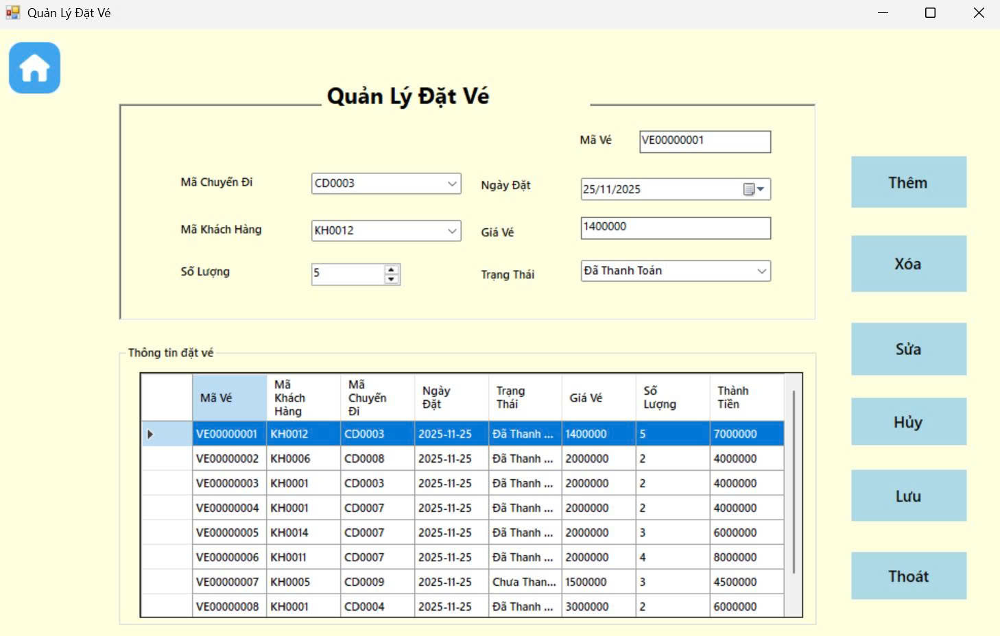 Quản Lý Đặt Vé
Quản Lý Đặt Vé
Mã Vé VE00000001
Mã Chuyến Đi CD0003 Ngày Đặt 25/11/2025
Mã Khách Hàng KH0012 Giá Vé 1400000
Số Lượng 5 Trạng Thái Đã Thanh Toán
Thêm
Xóa
Sửa
Hủy
Lưu
Thoát
Thông tin đặt vé
Mã Vé Mã Khách Hàng Mã Chuyến Đi Ngày Đặt Trạng Thái Giá Vé Số Lượng Thành Tiền
VE00000001 KH0012 CD0003 2025-11-25 Đã Thanh ... 1400000 5 7000000
VE00000002 KH0006 CD0008 2025-11-25 Đã Thanh ... 2000000 2 4000000
VE00000003 KH0001 CD0003 2025-11-25 Đã Thanh ... 2000000 2 4000000
VE00000004 KH0001 CD0007 2025-11-25 Đã Thanh ... 2000000 2 4000000
VE00000005 KH0014 CD0007 2025-11-25 Đã Thanh ... 2000000 3 6000000
VE00000006 KH0011 CD0007 2025-11-25 Đã Thanh ... 2000000 4 8000000
VE00000007 KH0005 CD0009 2025-11-25 Chưa Than... 1500000 3 4500000
VE00000008 KH0001 CD0004 2025-11-25 Đã Thanh ... 3000000 2 6000000